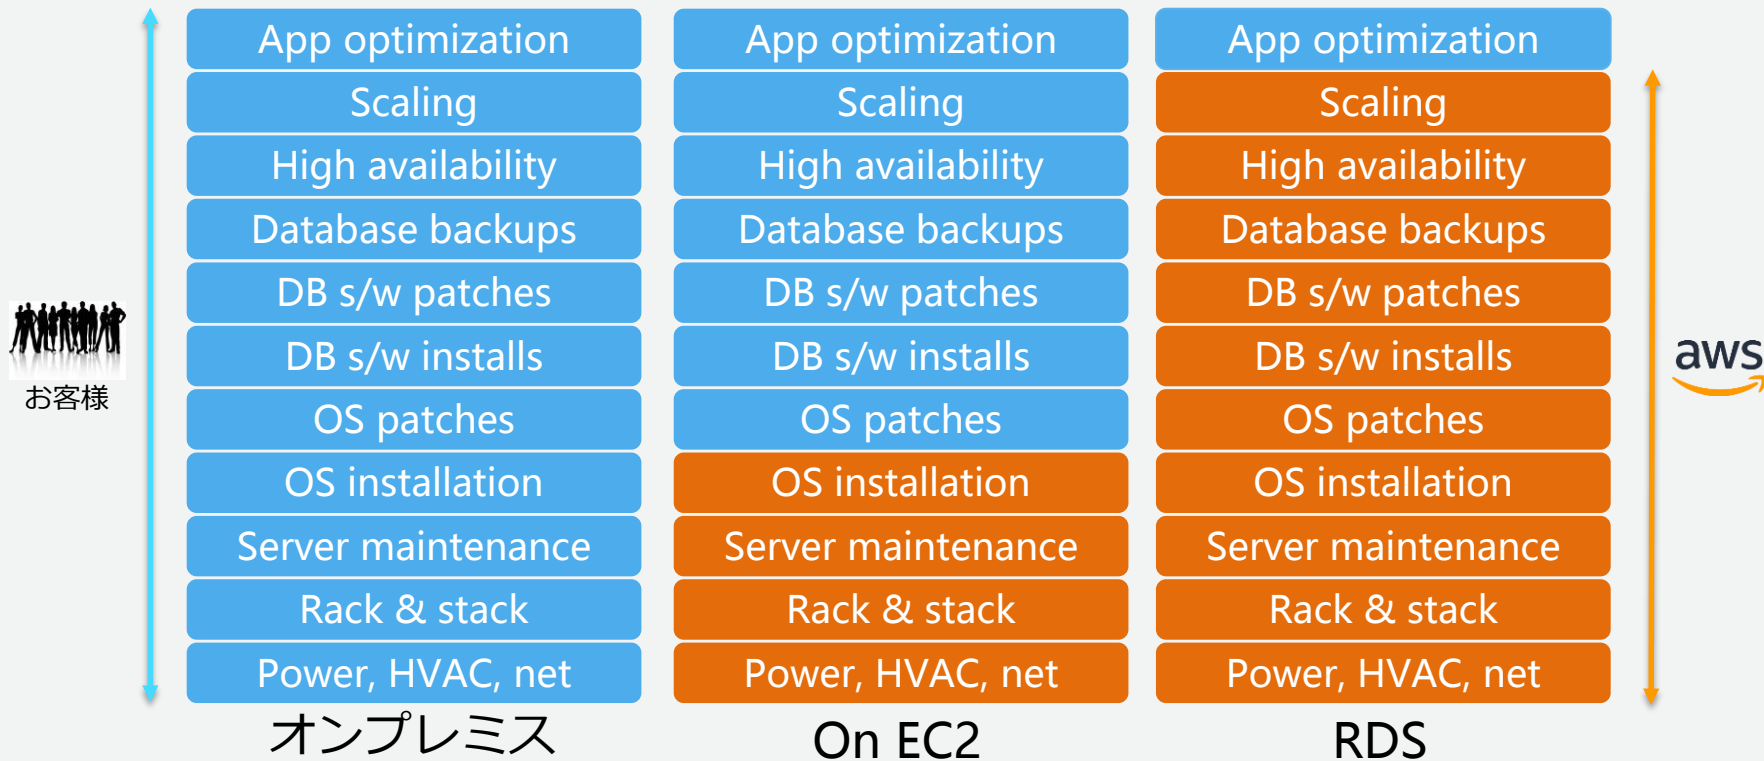 App optimization
App optimization
App optimization
Scaling
Scaling
Scaling
High availability
High availability
High availability
Database backups
Database backups
Database backups
DB s/w patches
DB s/w patches
DB s/w patches
DB s/w installs
DB s/w installs
DB s/w installs
aws
お客様
OS patches
OS patches
OS patches
OS installation
OS installation
OS installation
Server maintenance
Server maintenance
Server maintenance
Rack & stack
Rack & stack
Rack & stack
Power, HVAC, net
Power, HVAC, net
Power, HVAC, net
オンプレミス
On EC2
RDS